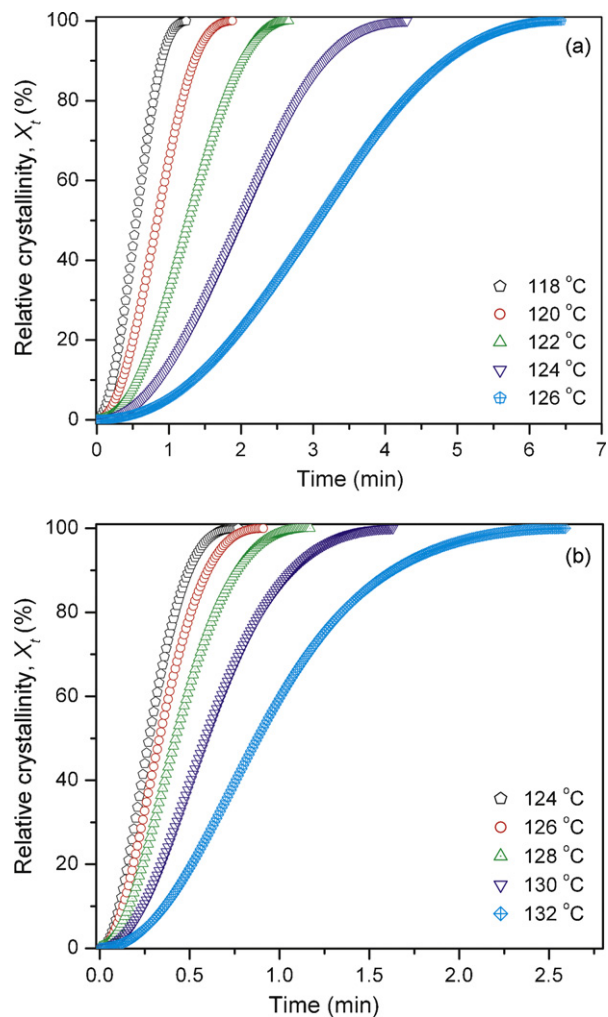 100
80
60
40
20
0
Relative crystallinity, Xₜ (%)
(a)
118 °C
120 °C
122 °C
124 °C
126 °C
0 1 2 3 4 5 6 7
Time (min)
100
80
60
40
20
0
Relative crystallinity, Xₜ (%)
(b)
124 °C
126 °C
128 °C
130 °C
132 °C
0.0 0.5 1.0 1.5 2.0 2.5
Time (min)